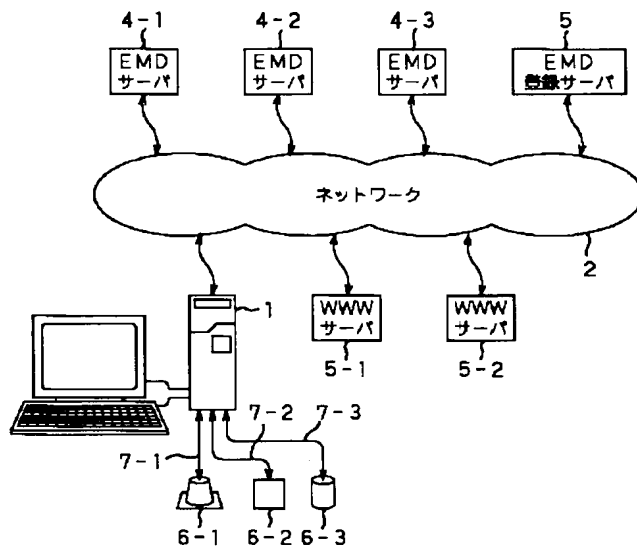 4-1
4-2
4-3
5
EMD
サーバ
EMD
サーバ
EMD
サーバ
EMD
登録サーバ
ネットワーク
2
1
WWW
サーバ
WWW
サーバ
5-1
5-2
7-2
7-3
7-1
6-1
6-2
6-3